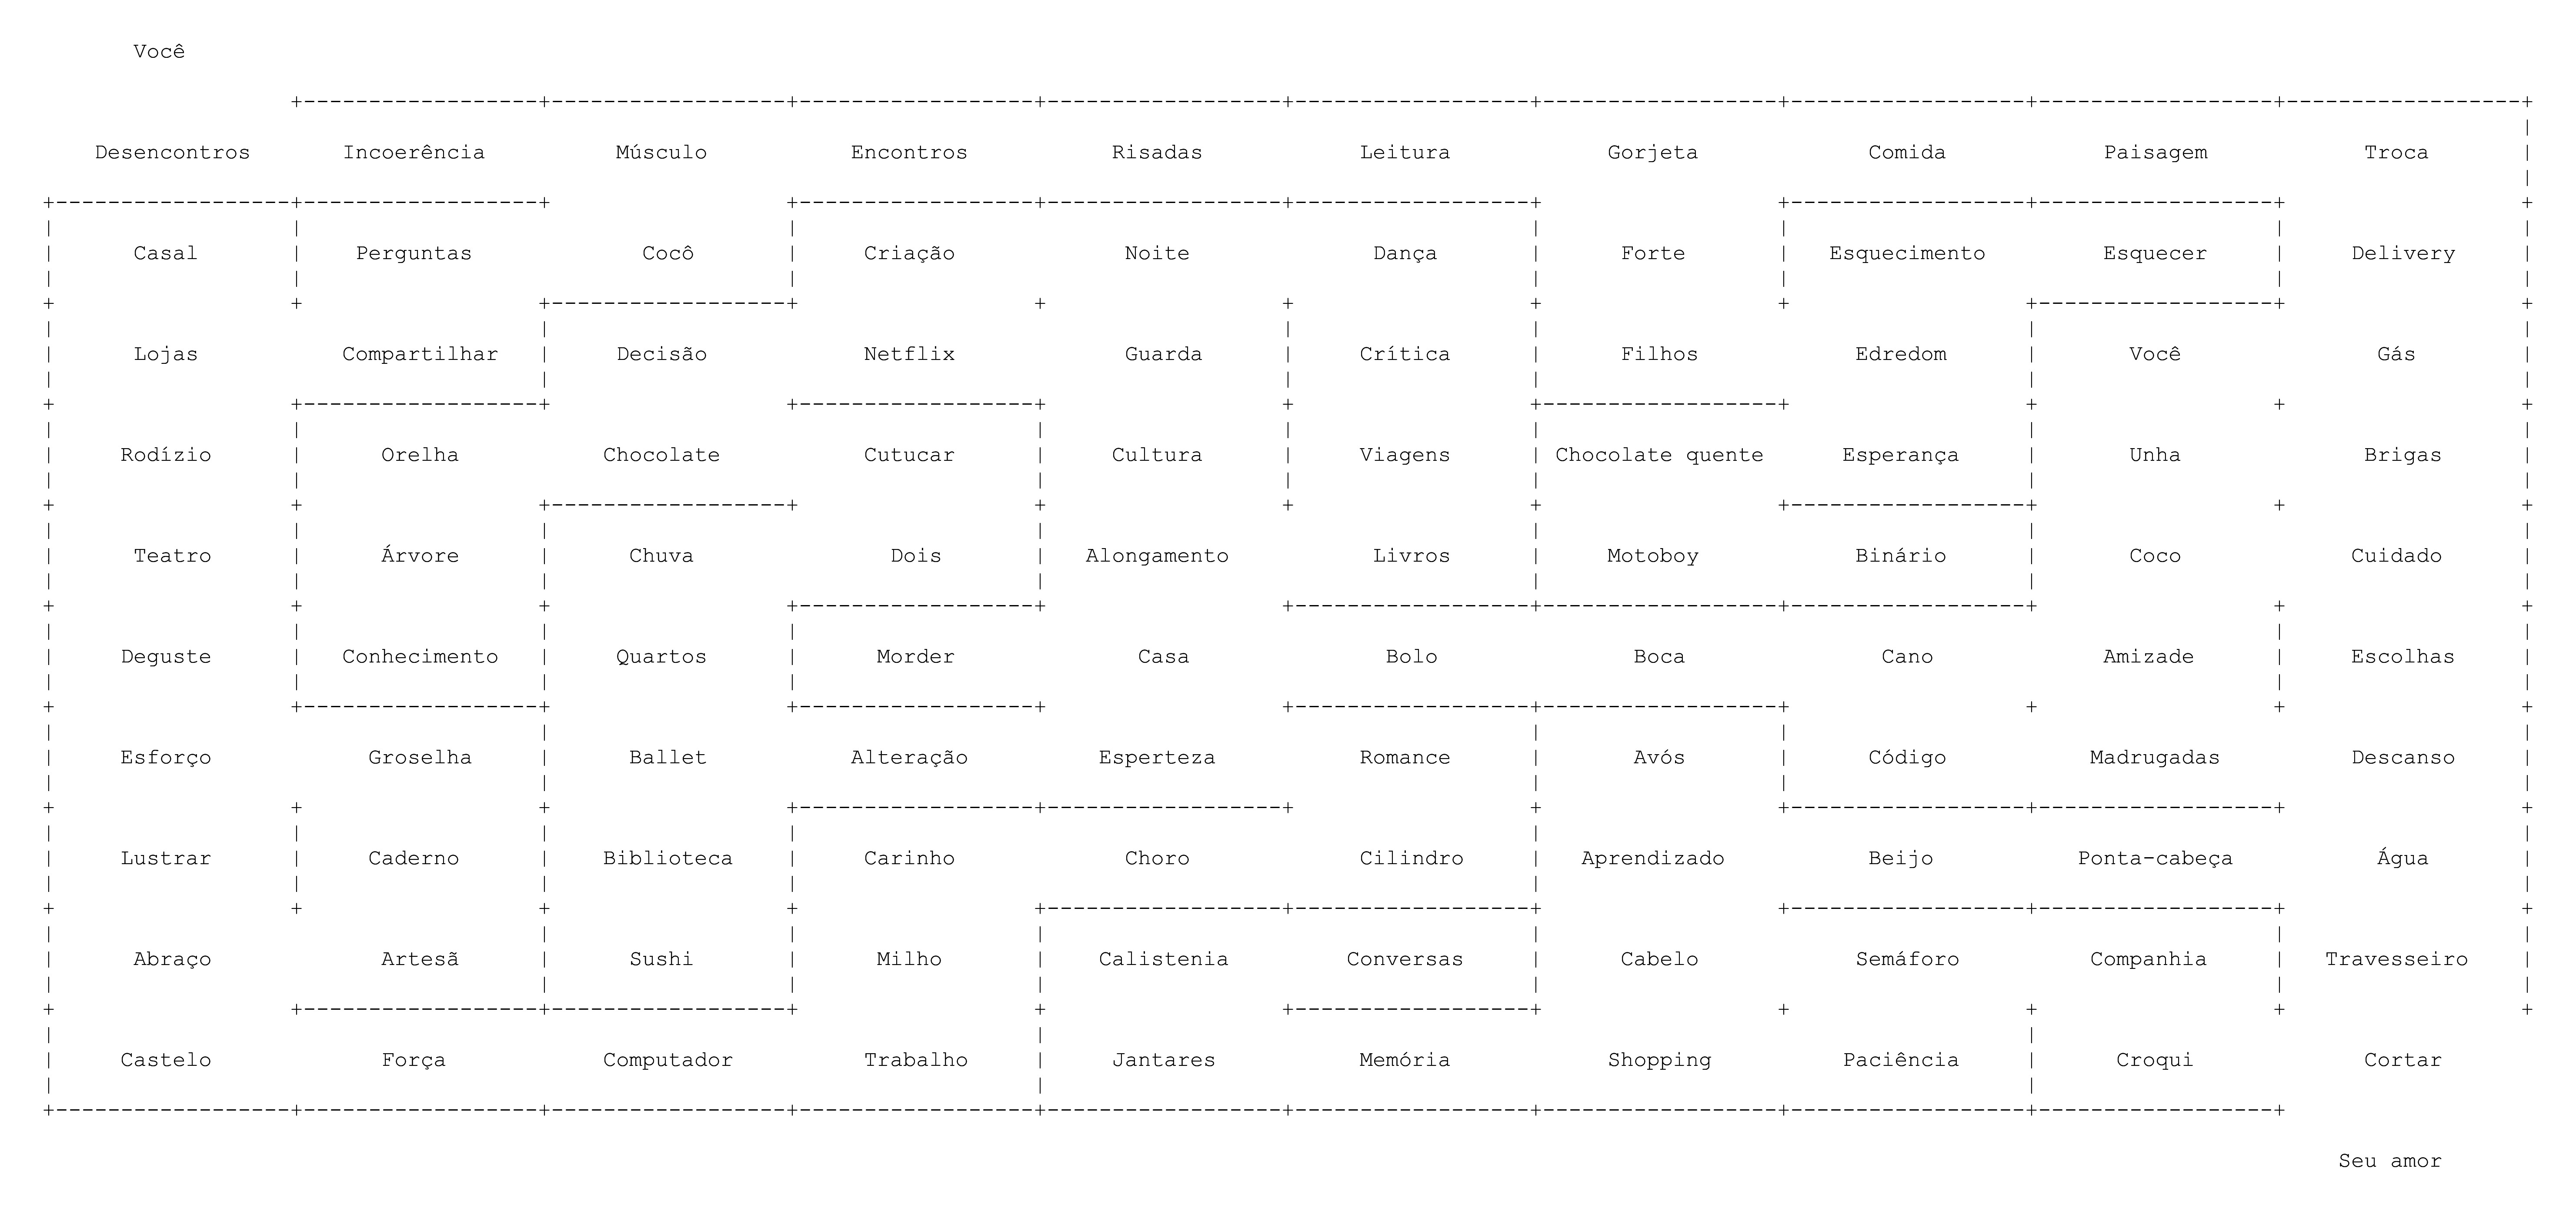 Você
Desencontros Incoerência Músculo Encontros Risadas Leitura Gorjeta Comida Paisagem Troca
Casal Perguntas Cocô Criação Noite Dança Forte Esquecimento Esquecer Delivery
Lojas Compartilhar Decisão Netflix Guarda Crítica Filhos Edredom Você Gás
Rodízio Orelha Chocolate Cutucar Cultura Viagens Chocolate quente Esperança Unha Brigas
Teatro Árvore Chuva Dois Alongamento Livros Motoboy Binário Coco Cuidado
Deguste Conhecimento Quartos Morder Casa Bolo Boca Cano Amizade Escolhas
Esforço Groselha Ballet Alteração Esperteza Romance Avós Código Madrugadas Descanso
Lustrar Caderno Biblioteca Carinho Choro Cilindro Aprendizado Beijo Ponta-cabeça Água
Abraço Artesã Sushi Milho Calistenia Conversas Cabelo Semáforo Companhia Travesseiro
Castelo Força Computador Trabalho Jantares Memória Shopping Paciência Croqui Cortar
Seu amor